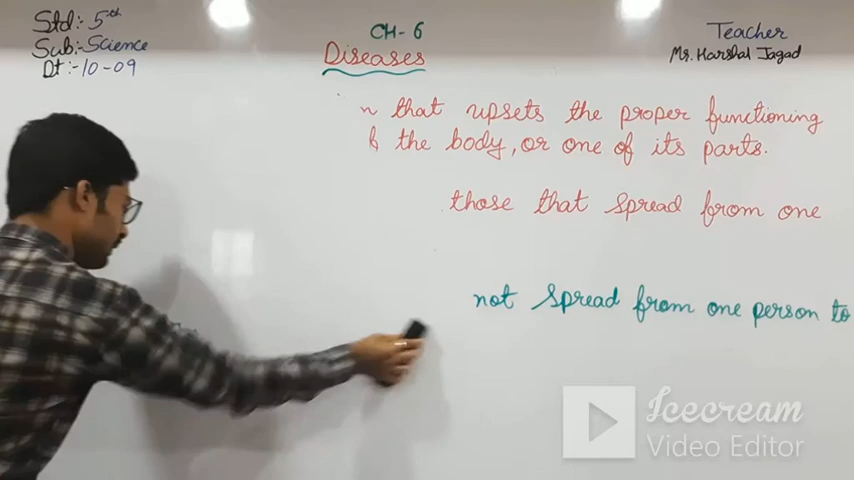 Std:- 5th
Sub:- Science
Dt:-10-09
CH-6
Diseases
Teacher
Mr. Harshal Jagad
n that upsets the proper functioning
f the body, or one of its parts.
those that spread from one
not spread from one person to
Icecream
Video Editor